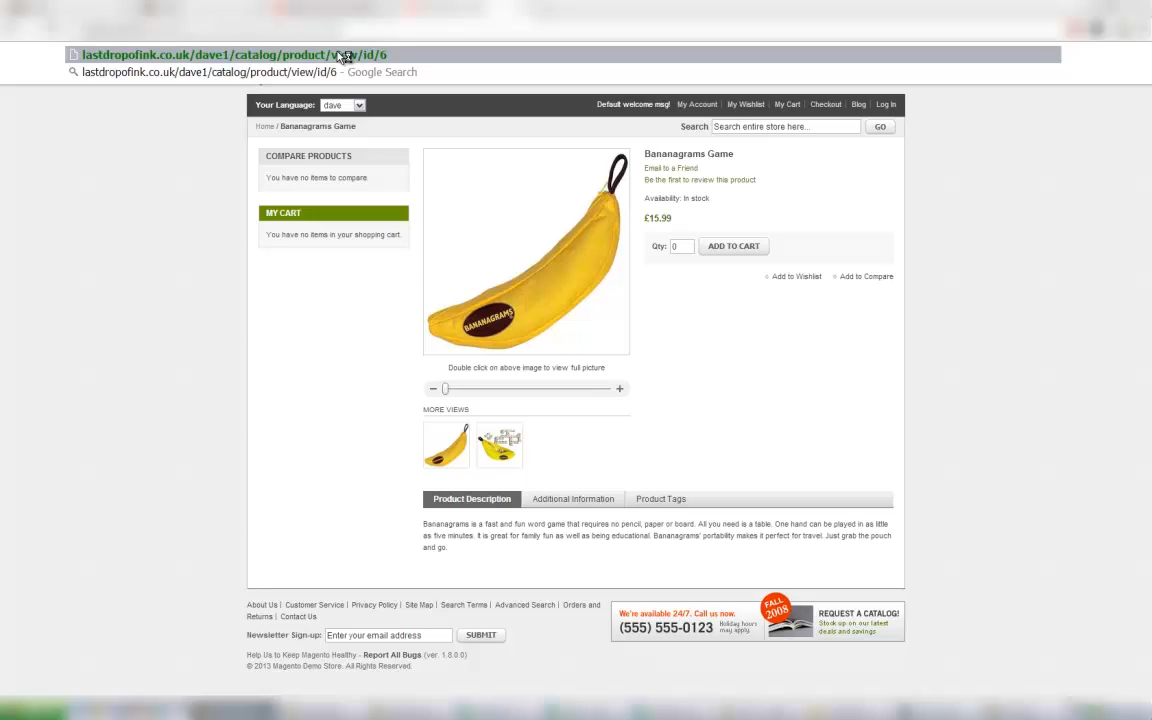 lastdropofink.co.uk/dave1/catalog/product/view/id/6
lastdropofink.co.uk/dave1/catalog/product/view/id/6 - Google Search
Your Language: dave
Default welcome msg! My Account | My Wishlist | My Cart | Checkout | Blog | Log In
Home / Bananagrams Game
Search Search entire store here... GO
COMPARE PRODUCTS
You have no items to compare.
MY CART
You have no items in your shopping cart.
BANANAGRAMS
Double click on above image to view full picture
MORE VIEWS
Bananagrams Game
Email to a Friend
Be the first to review this product
Availability: In stock
£15.99
Qty: 0 ADD TO CART
Add to Wishlist Add to Compare
Product Description Additional Information Product Tags
Bananagrams is a fast and fun word game that requires no pencil, paper or board. All you need is a table. One hand can be played in as little
as five minutes. It is great for family fun as well as being educational. Bananagrams' portability makes it perfect for travel. Just grab the pouch
and go.
About Us | Customer Service | Privacy Policy | Site Map | Search Terms | Advanced Search | Orders and
Returns | Contact Us
Newsletter Sign-up: Enter your email address SUBMIT
We're available 24/7. Call us now.
(555) 555-0123 Holiday hours
may apply.
FALL
2008
REQUEST A CATALOG!
Stock up on our latest
deals and savings
Help Us to Keep Magento Healthy - Report All Bugs (ver. 1.8.0.0)
© 2013 Magento Demo Store. All Rights Reserved.